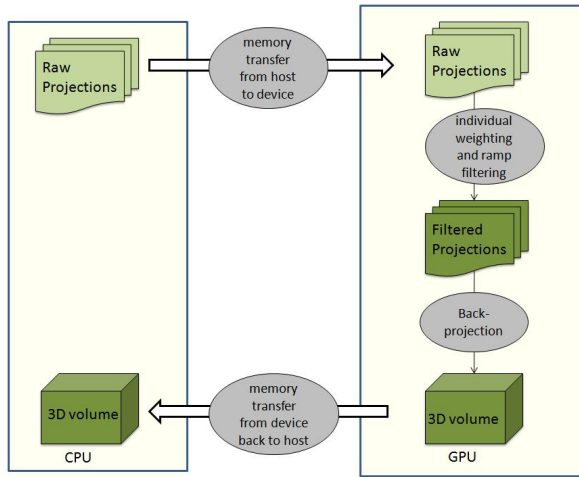 Raw
Projections
memory
transfer
from host
to device
Raw
Projections
individual
weighting
and ramp
filtering
Filtered
Projections
Back-
projection
3D volume
CPU
memory
transfer
from device
back to host
3D volume
GPU